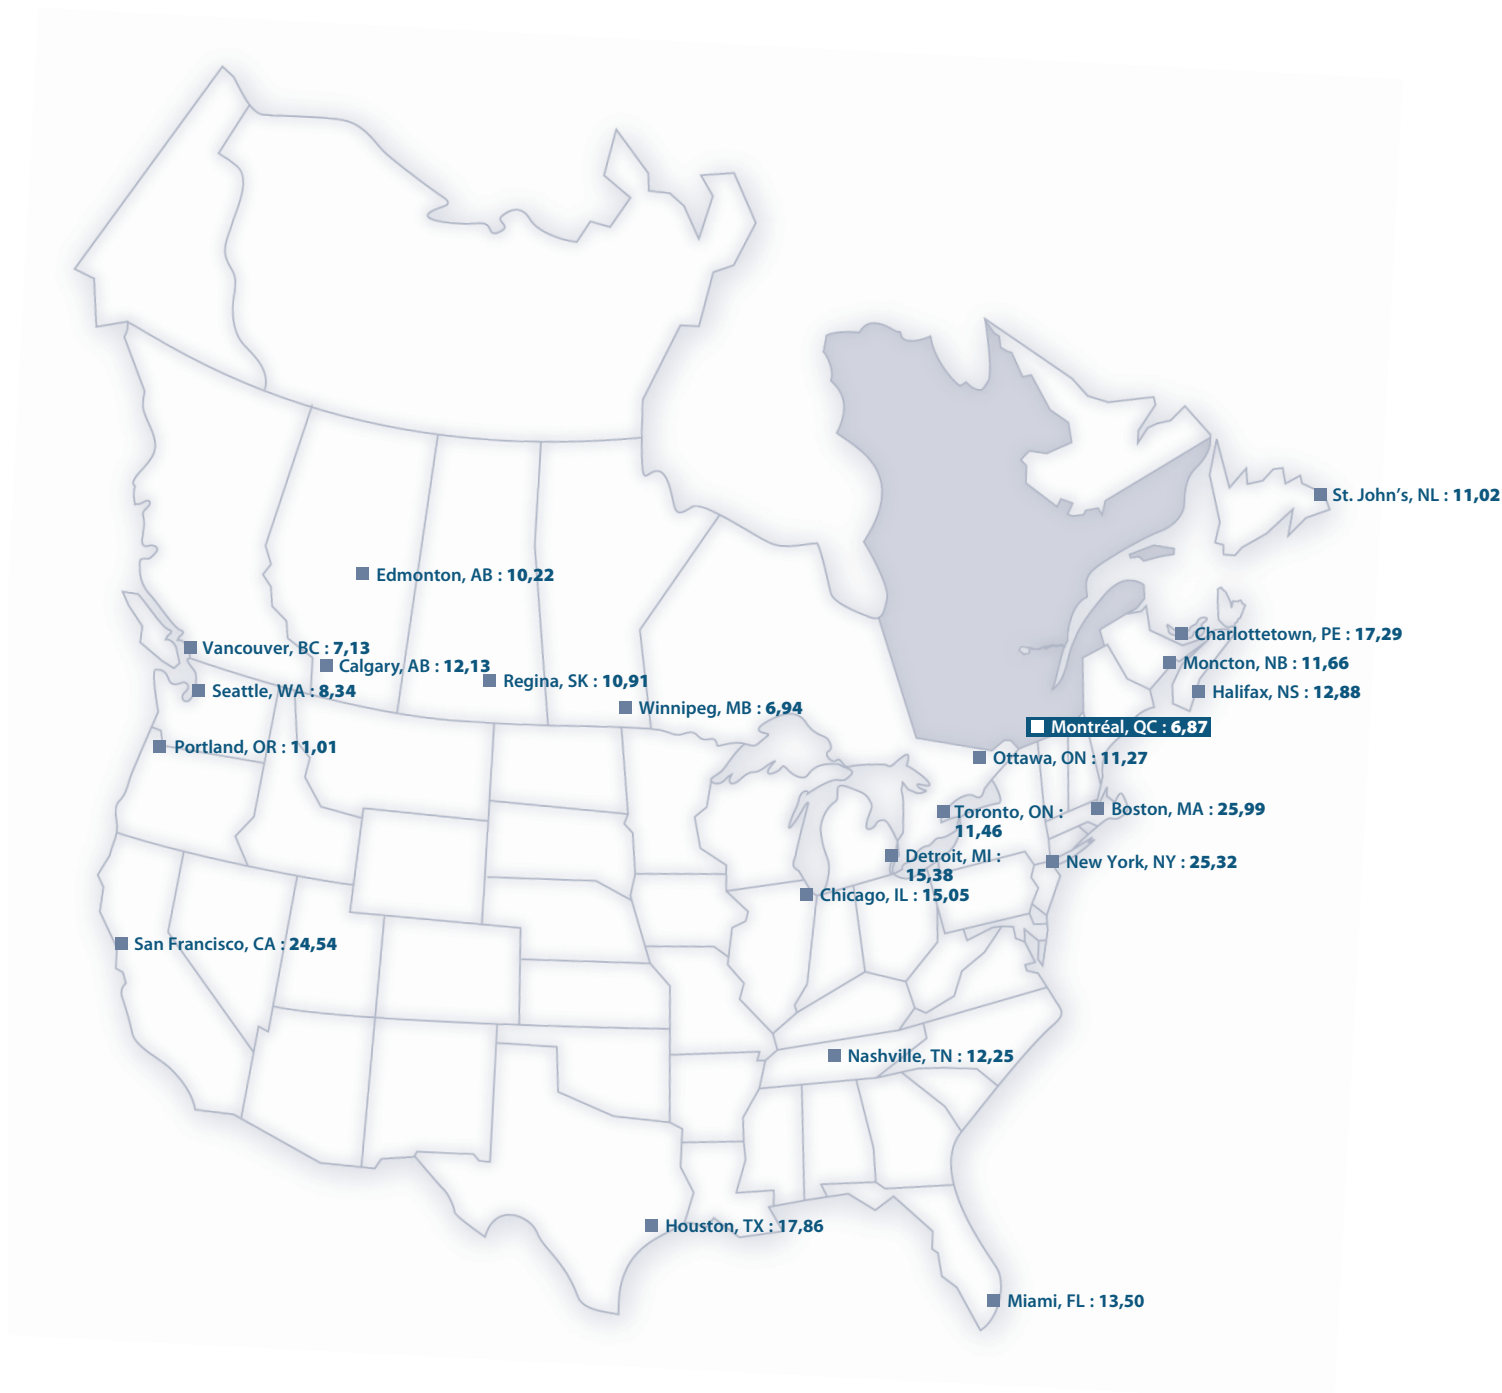 St. John’s, NL : 11,02
Edmonton, AB : 10,22
Charlottetown, PE : 17,29
Vancouver, BC : 7,13
Calgary, AB : 12,13
Moncton, NB : 11,66
Regina, SK : 10,91
Seattle, WA : 8,34
Halifax, NS : 12,88
Winnipeg, MB : 6,94
Montréal, QC : 6,87
Portland, OR : 11,01
Ottawa, ON : 11,27
Boston, MA : 25,99
Toronto, ON :
11,46
Detroit, MI :
15,38
New York, NY : 25,32
Chicago, IL : 15,05
San Francisco, CA : 24,54
Nashville, TN : 12,25
Houston, TX : 17,86
Miami, FL : 13,50